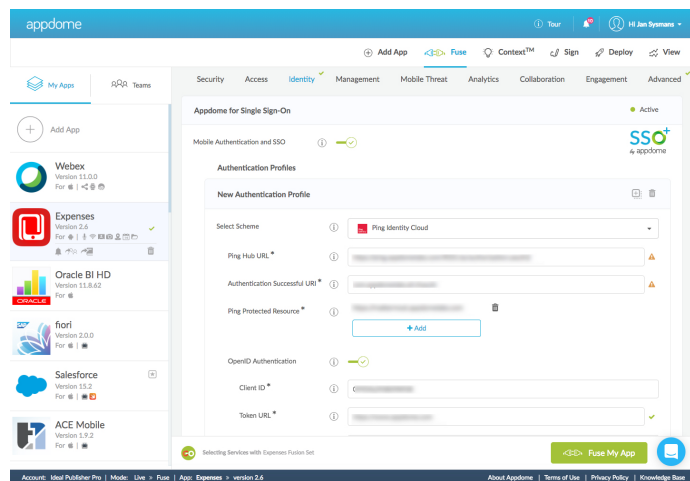 appdome
Tour
Hi Jan Sysmans
Add App
Fuse
Context™
Sign
Deploy
View
My Apps
Teams
Security
Access
Identity
Management
Mobile Threat
Analytics
Collaboration
Engagement
Advanced
Add App
Webex
Version 11.0.0
For
Expenses
Version 2.6
For
Oracle BI HD
Version 11.8.62
For
ORACLE
SAP
fiori
Version 2.0.0
For
Salesforce
Version 15.2
For
ACE Mobile
Version 1.9.2
For
Appdome for Single Sign-On
Active
Mobile Authentication and SSO
SSO+
by appdome
Authentication Profiles
New Authentication Profile
Select Scheme
Ping Identity Cloud
Ping Hub URL *
Authentication Successful URI *
Ping Protected Resource *
+ Add
OpenID Authentication
Client ID *
Token URL *
Selecting Services with Expenses Fusion Set
Fuse My App
Account: Ideal Publisher Pro | Mode: Live > Fuse | App: Expenses > version 2.6
About Appdome | Terms of Use | Privacy Policy | Knowledge Base